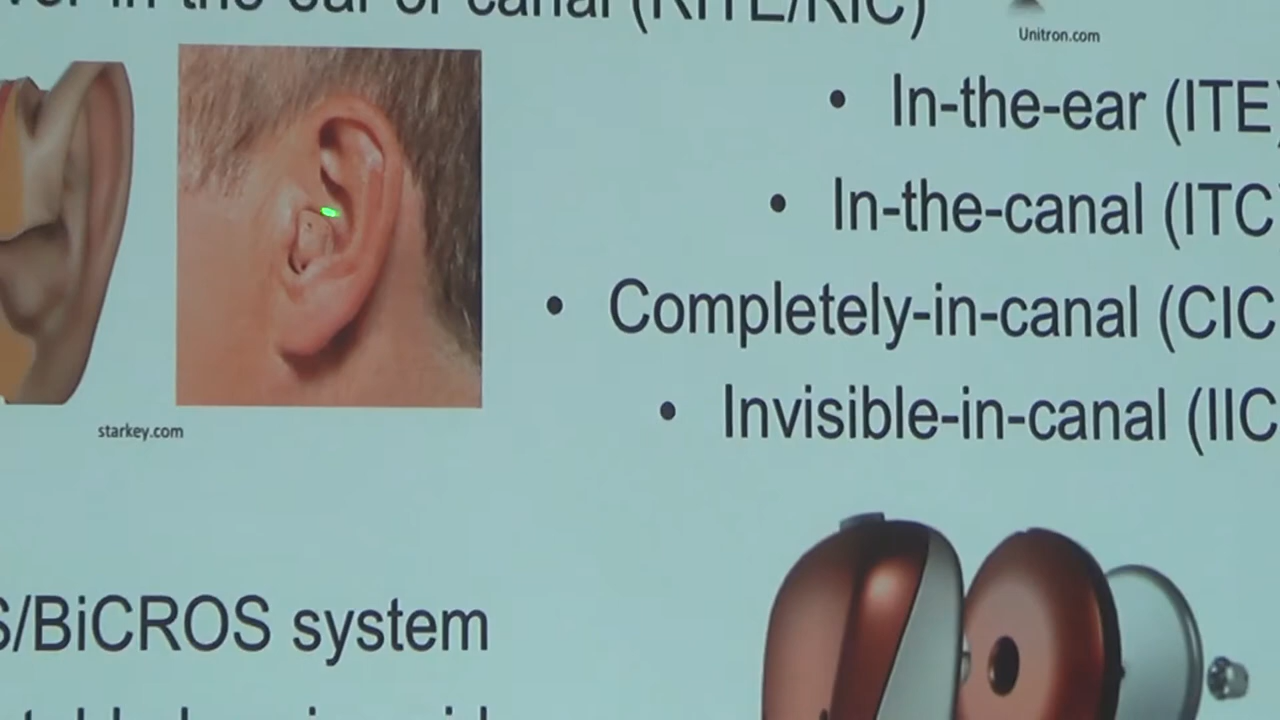 in the ear or canal (RITE/RIC)
Unitron.com
• In-the-ear (ITE)
• In-the-canal (ITC
• Completely-in-canal (CIC
• Invisible-in-canal (IIC
starkey.com
S/BiCROS system